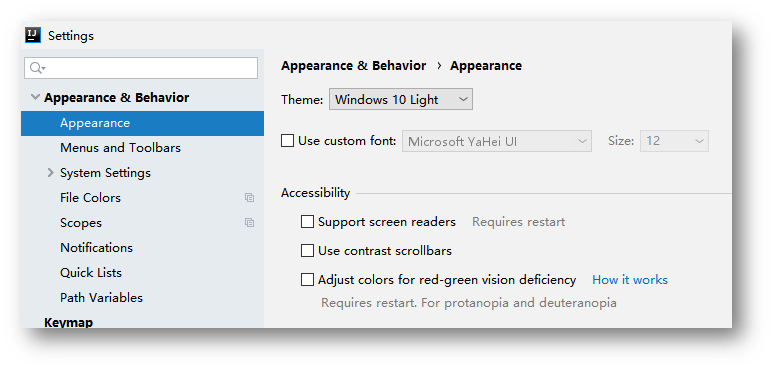 IJ Settings
Appearance & Behavior
Appearance
Menus and Toolbars
System Settings
File Colors
Scopes
Notifications
Quick Lists
Path Variables
Keymap
Appearance & Behavior › Appearance
Theme: Windows 10 Light
Use custom font: Microsoft YaHei UI Size: 12
Accessibility
Support screen readers Requires restart
Use contrast scrollbars
Adjust colors for red-green vision deficiency How it works
Requires restart. For protanopia and deuteranopia